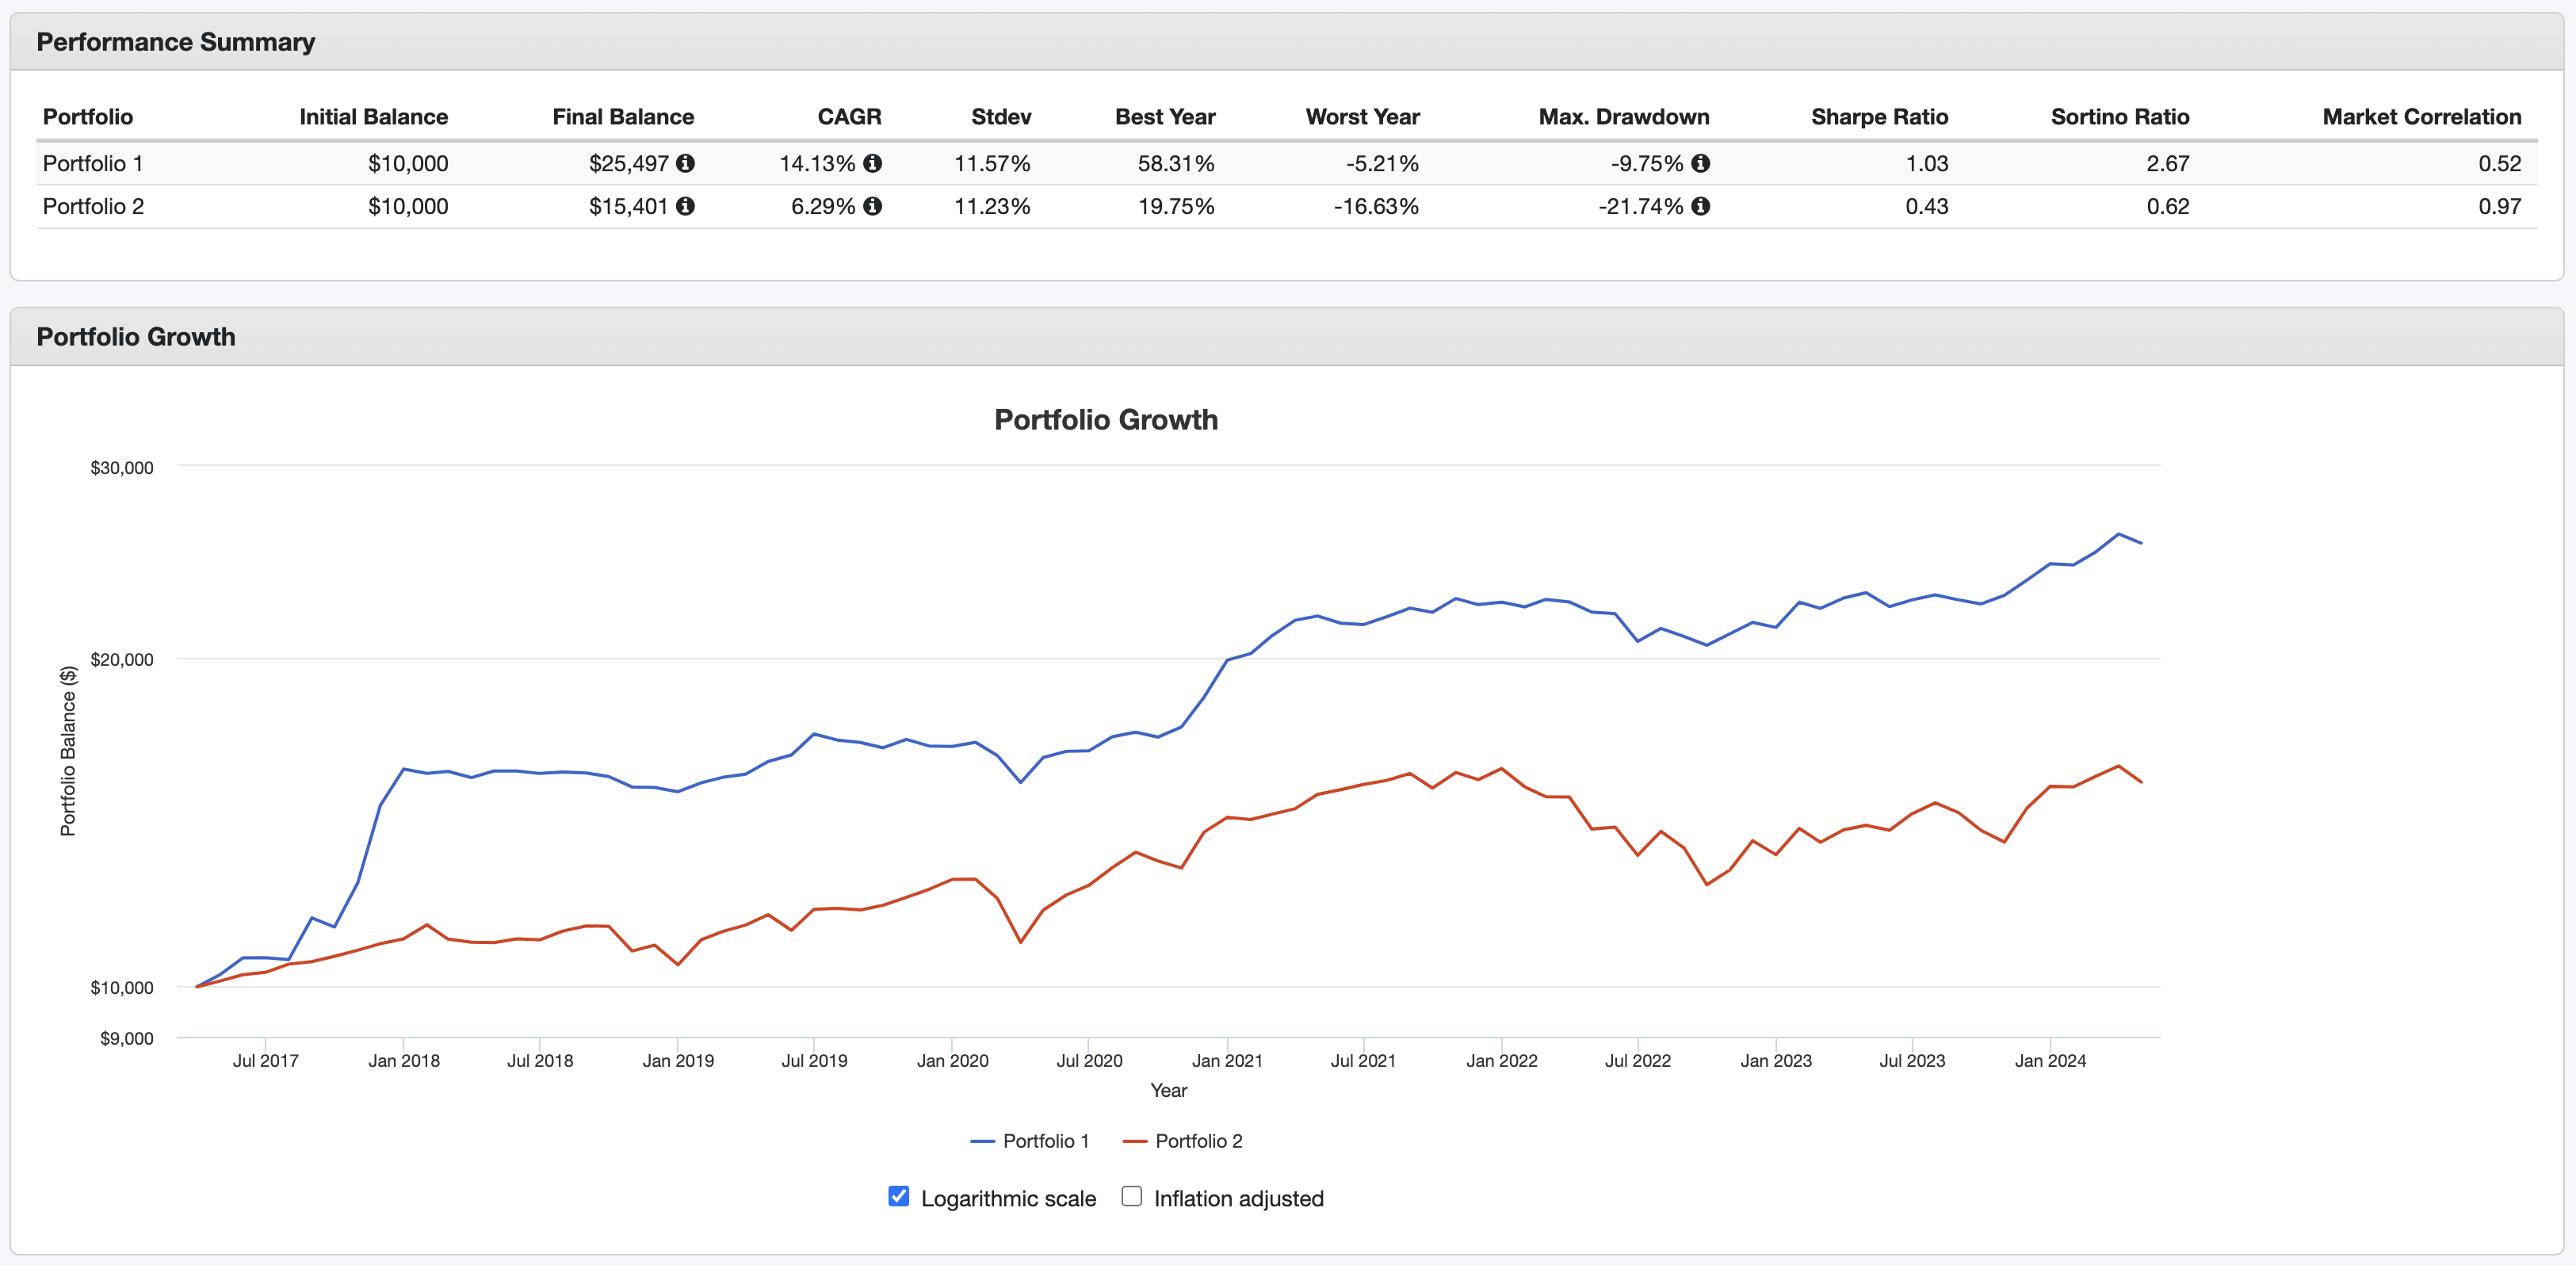 Performance Summary
Portfolio Initial Balance Final Balance CAGR Stdev Best Year Worst Year Max. Drawdown Sharpe Ratio Sortino Ratio Market Correlation
Portfolio 1 $10,000 $25,497 14.13% 11.57% 58.31% -5.21% -9.75% 1.03 2.67 0.52
Portfolio 2 $10,000 $15,401 6.29% 11.23% 19.75% -16.63% -21.74% 0.43 0.62 0.97
Portfolio Growth
Portfolio Growth
$30,000
$20,000
$10,000
$9,000
Portfolio Balance ($)
Jul 2017 Jan 2018 Jul 2018 Jan 2019 Jul 2019 Jan 2020 Jul 2020 Jan 2021 Jul 2021 Jan 2022 Jul 2022 Jan 2023 Jul 2023 Jan 2024
Year
Portfolio 1 Portfolio 2
Logarithmic scale Inflation adjusted